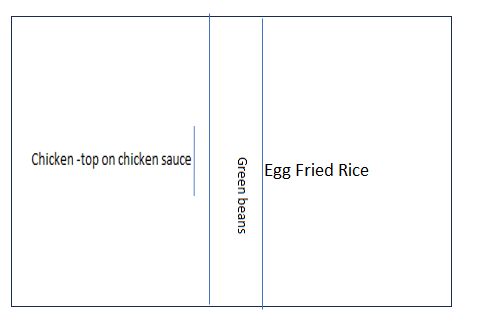 Chicken -top on chicken sauce
Green beans
Egg Fried Rice